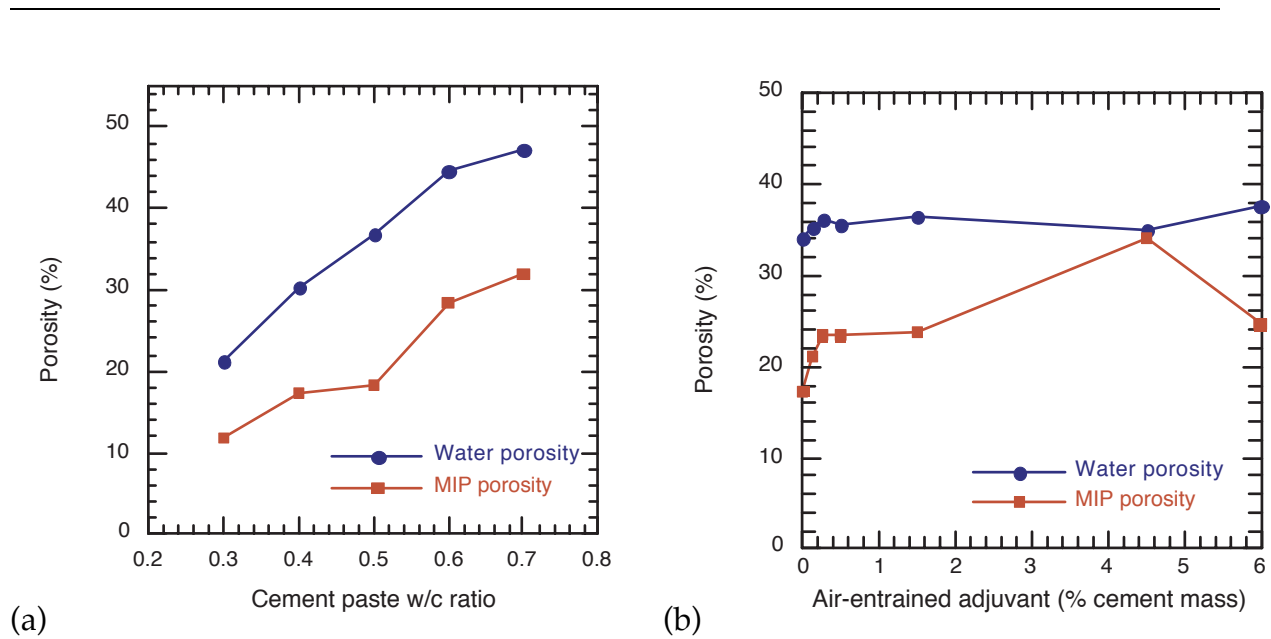 50
40
30
20
10
0
Porosity (%)
Water porosity
MIP porosity
0.2 0.3 0.4 0.5 0.6 0.7 0.8
Cement paste w/c ratio
(a)
50
40
30
20
10
0
Porosity (%)
Water porosity
MIP porosity
0 1 2 3 4 5 6
Air-entrained adjuvant (% cement mass)
(b)